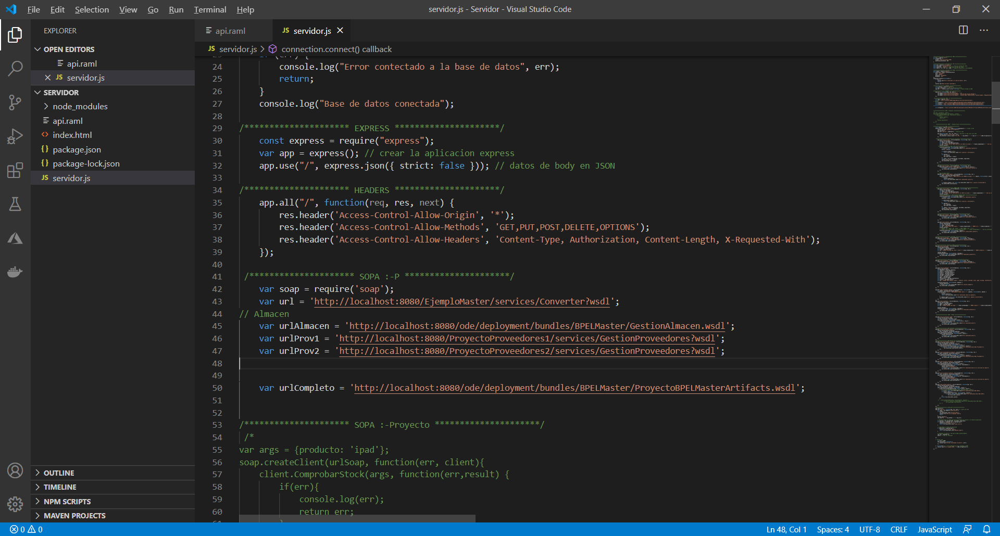 File Edit Selection View Go Run Terminal Help
servidor.js - Servidor - Visual Studio Code
EXPLORER
OPEN EDITORS
api.raml
JS servidor.js
SERVIDOR
node_modules
api.raml
<> index.html
{} package.json
{} package-lock.json
JS servidor.js
OUTLINE
TIMELINE
NPM SCRIPTS
MAVEN PROJECTS
api.raml
JS servidor.js
JS servidor.js > connection.connect() callback
24 console.log("Error contectado a la base de datos", err);
25 return;
26 }
27 console.log("Base de datos conectada");
28
29 /********************* EXPRESS *********************/
30 const express = require("express");
31 var app = express(); // crear la aplicacion express
32 app.use("/", express.json({ strict: false })); // datos de body en JSON
33
34 /********************* HEADERS *********************/
35 app.all("/", function(req, res, next) {
36 res.header('Access-Control-Allow-Origin', '*');
37 res.header('Access-Control-Allow-Methods', 'GET,PUT,POST,DELETE,OPTIONS');
38 res.header('Access-Control-Allow-Headers', 'Content-Type, Authorization, Content-Length, X-Requested-With');
39 });
40
41 /********************* SOPA :-P *********************/
42 var soap = require('soap');
43 var url = 'http://localhost:8080/EjemploMaster/services/Converter?wsdl';
44 // Almacen
45 var urlAlmacen = 'http://localhost:8080/ode/deployment/bundles/BPELMaster/GestionAlmacen.wsdl';
46 var urlProv1 = 'http://localhost:8080/ProyectoProveedores1/services/GestionProveedores?wsdl';
47 var urlProv2 = 'http://localhost:8080/ProyectoProveedores2/services/GestionProveedores?wsdl';
48
49
50 var urlCompleto = 'http://localhost:8080/ode/deployment/bundles/BPELMaster/ProyectoBPELMasterArtifacts.wsdl';
51
52
53 /********************* SOPA :-Proyecto *********************/
54 /*
55 var args = {producto: 'ipad'};
56 soap.createClient(urlSoap, function(err, client){
57 client.ComprobarStock(args, function(err,result) {
58 if(err){
59 console.log(err);
60 return err;
0 0
Ln 48, Col 1 Spaces: 4 UTF-8 CRLF JavaScript